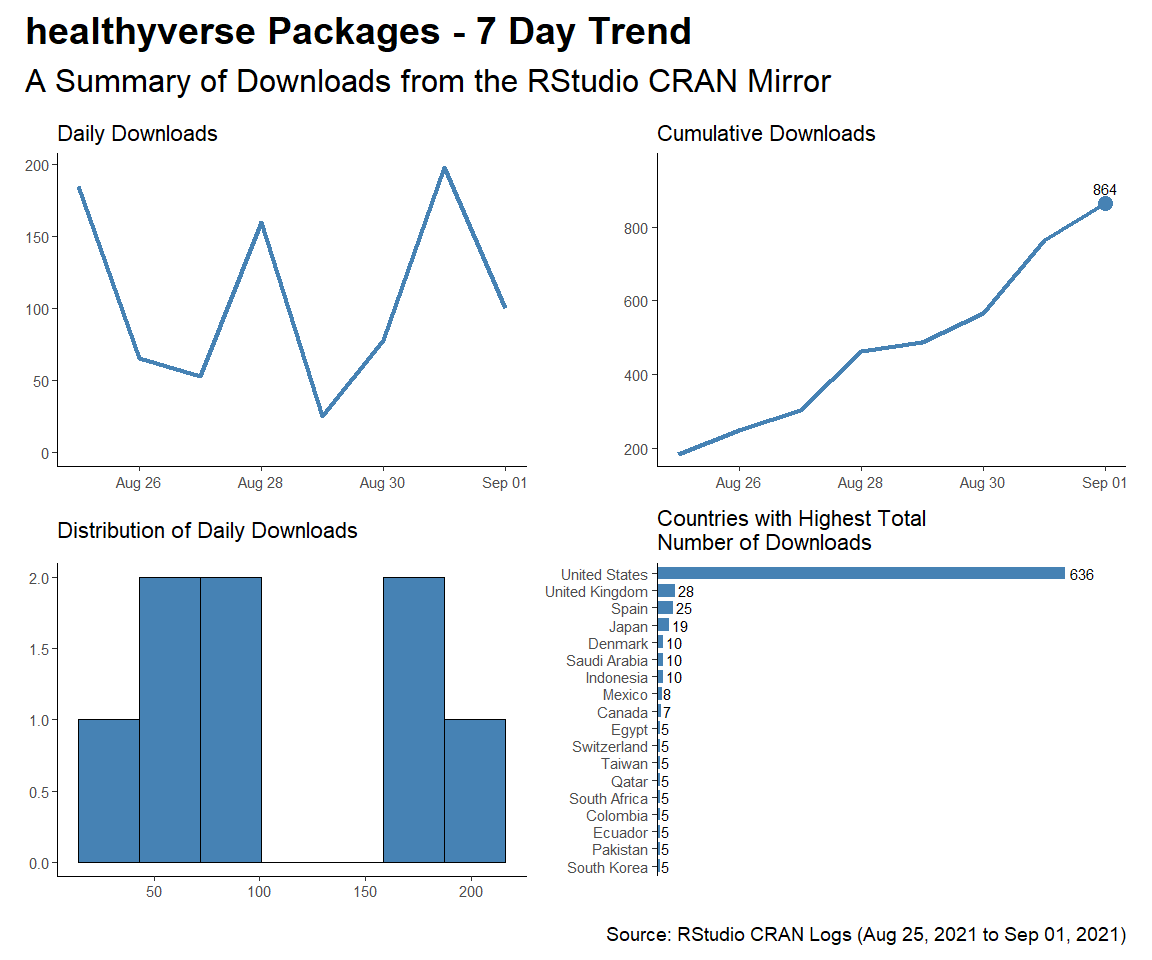 healthyverse Packages - 7 Day Trend
A Summary of Downloads from the RStudio CRAN Mirror
Daily Downloads
200
150
100
50
0
Aug 26
Aug 28
Aug 30
Sep 01
Cumulative Downloads
864
800
600
400
200
Aug 26
Aug 28
Aug 30
Sep 01
Distribution of Daily Downloads
2.0
1.5
1.0
0.5
0.0
50
100
150
200
Countries with Highest Total
Number of Downloads
United States 636
United Kingdom 28
Spain 25
Japan 19
Denmark 10
Saudi Arabia 10
Indonesia 10
Mexico 8
Canada 7
Egypt 5
Switzerland 5
Taiwan 5
Qatar 5
South Africa 5
Colombia 5
Ecuador 5
Pakistan 5
South Korea 5
Source: RStudio CRAN Logs (Aug 25, 2021 to Sep 01, 2021)